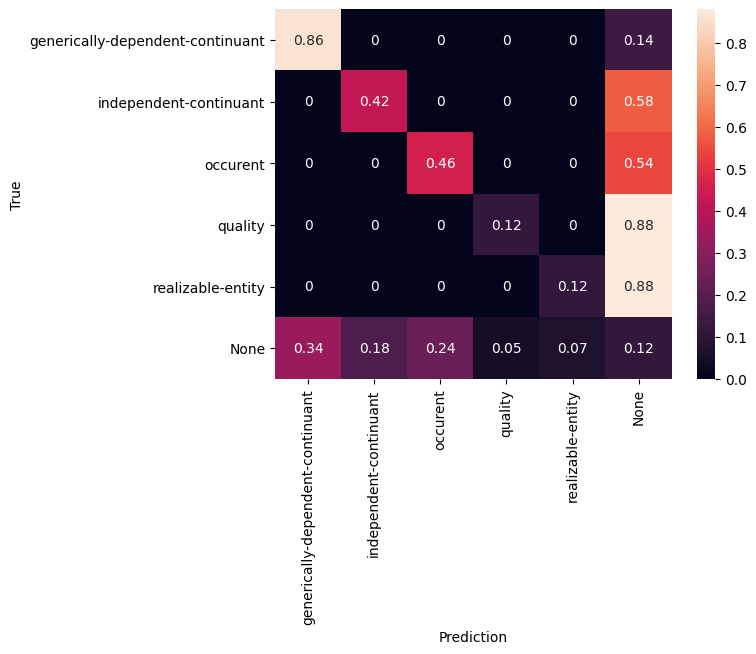 generically-dependent-continuant 0.86 0 0 0 0 0.14
independent-continuant 0 0.42 0 0 0 0.58
occurent 0 0 0.46 0 0 0.54
quality 0 0 0 0.12 0 0.88
realizable-entity 0 0 0 0 0.12 0.88
None 0.34 0.18 0.24 0.05 0.07 0.12
True
generically-dependent-continuant
independent-continuant
occurent
quality
realizable-entity
None
Prediction
0.8
0.7
0.6
0.5
0.4
0.3
0.2
0.1
0.0